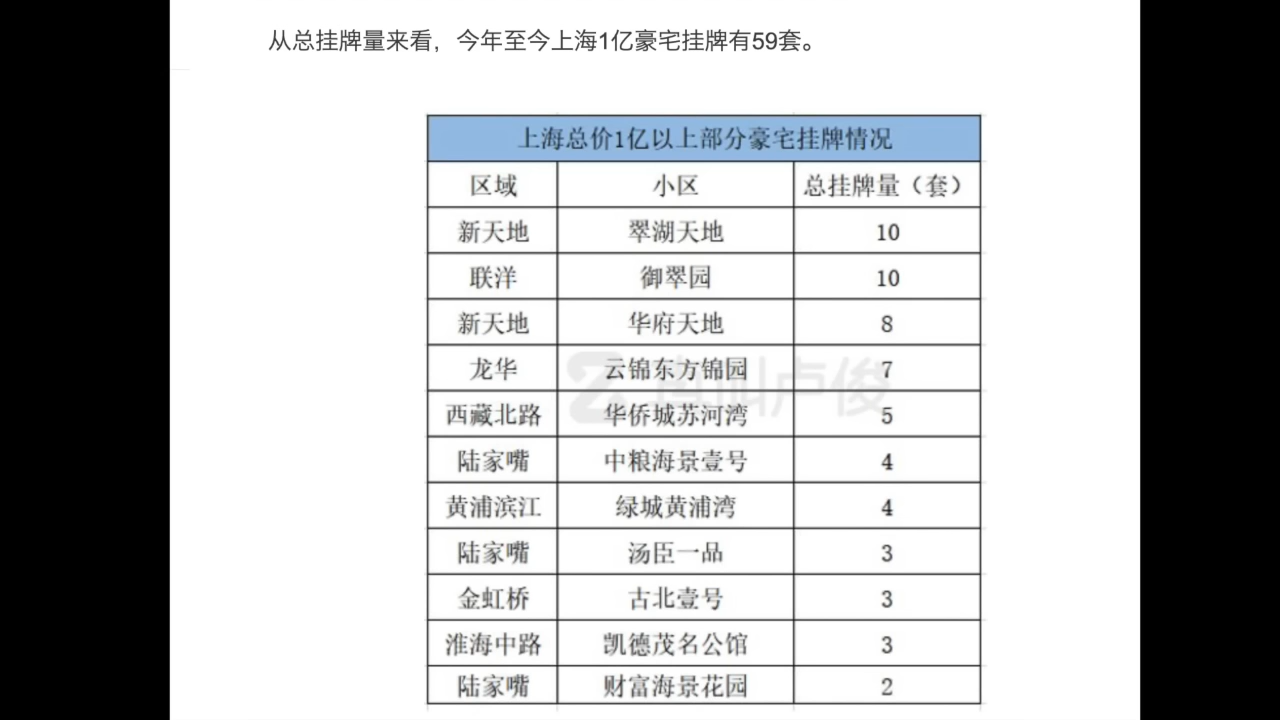 从总挂牌量来看，今年至今上海1亿豪宅挂牌有59套。
上海总价1亿以上部分豪宅挂牌情况
区域 小区 总挂牌量（套）
新天地 翠湖天地 10
联洋 御翠园 10
新天地 华府天地 8
龙华 云锦东方锦园 7
西藏北路 华侨城苏河湾 5
陆家嘴 中粮海景壹号 4
黄浦滨江 绿城黄浦湾 4
陆家嘴 汤臣一品 3
金虹桥 古北壹号 3
淮海中路 凯德茂名公馆 3
陆家嘴 财富海景花园 2